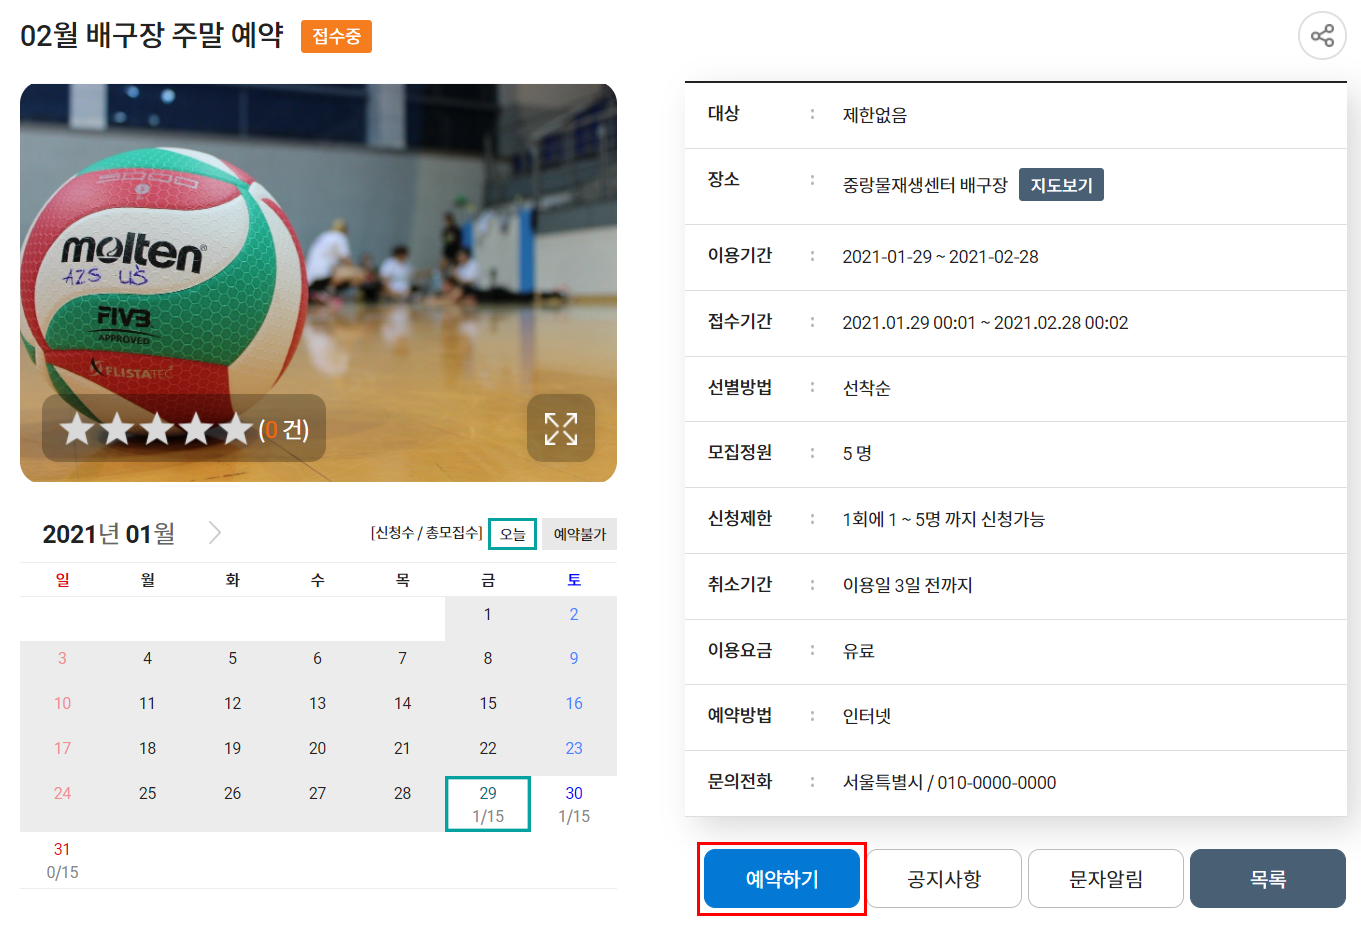 02월 배구장 주말 예약 접수중
molten
AZS UŚ
FIVB
APPROVED
FLISTATEC
(0 건)
2021년 01월
[신청수 / 총모집수] 오늘 예약불가
일 월 화 수 목 금 토
1 2
3 4 5 6 7 8 9
10 11 12 13 14 15 16
17 18 19 20 21 22 23
24 25 26 27 28 29 30
1/15 1/15
31
0/15
대상 : 제한없음
장소 : 중랑물재생센터 배구장 지도보기
이용기간 : 2021-01-29 ~ 2021-02-28
접수기간 : 2021.01.29 00:01 ~ 2021.02.28 00:02
선별방법 : 선착순
모집정원 : 5 명
신청제한 : 1회에 1 ~ 5명 까지 신청가능
취소기간 : 이용일 3일 전까지
이용요금 : 유료
예약방법 : 인터넷
문의전화 : 서울특별시 / 010-0000-0000
예약하기 공지사항 문자알림 목록